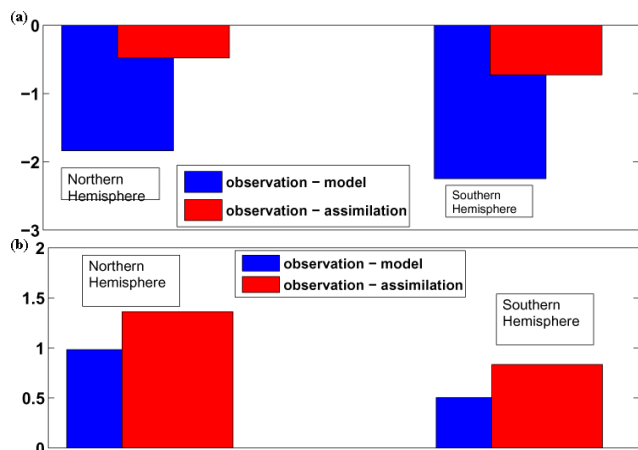 (a)
0
−1
−2
−3
Northern
Hemisphere
observation − model
observation − assimilation
Southern
Hemisphere
(b)
2
1.5
1
0.5
0
Northern
Hemisphere
observation − model
observation − assimilation
Southern
Hemisphere